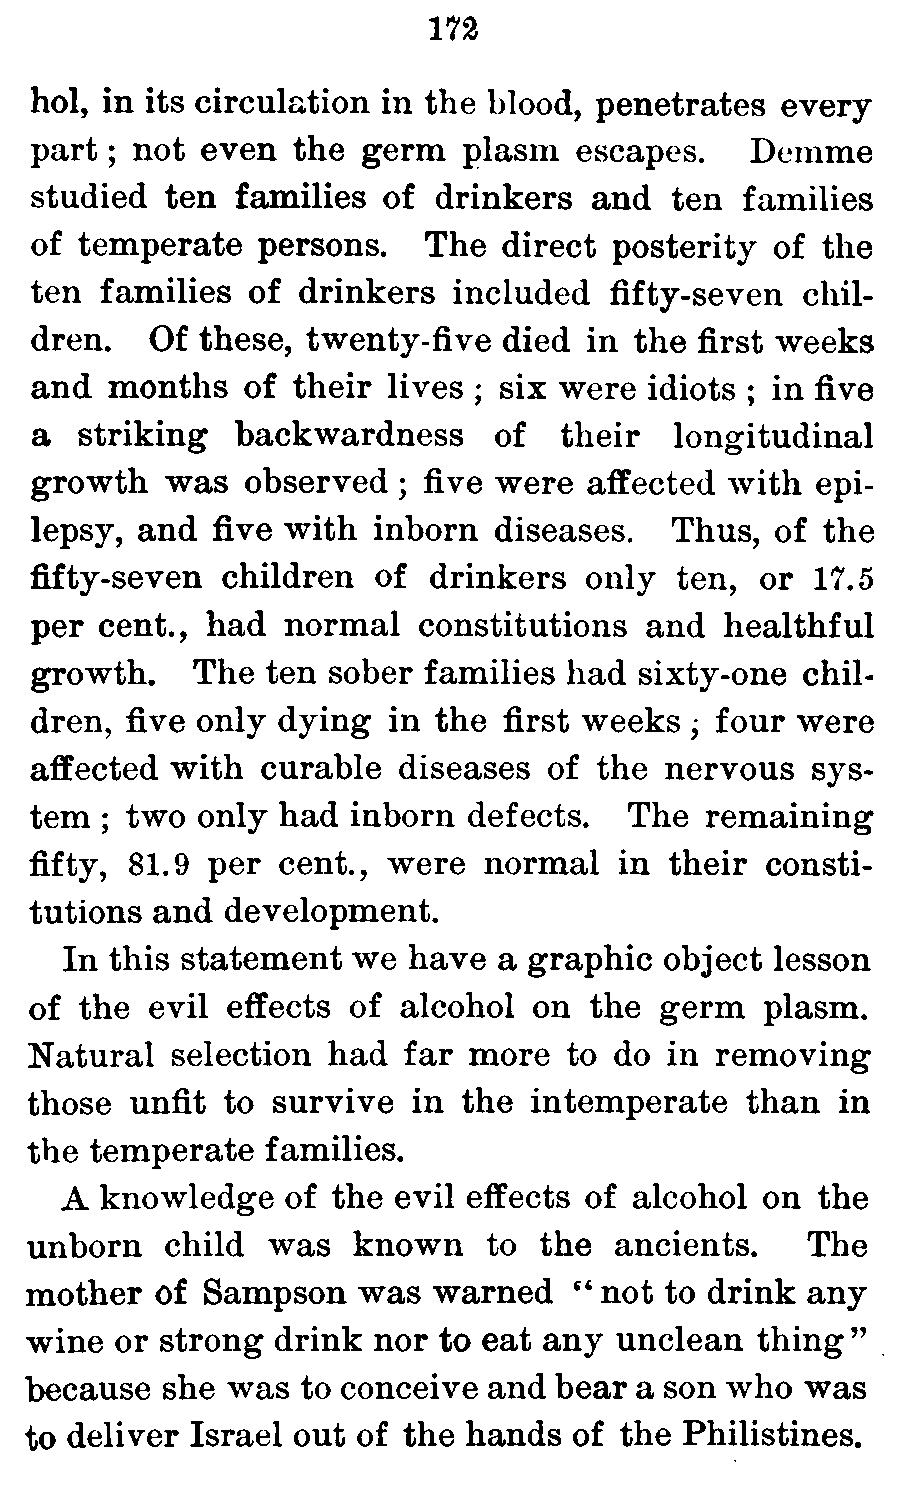 172
hol, in its circulation in the blood, penetrates every
part ; not even the germ plasm escapes. Demme
studied ten families of drinkers and ten families
of temperate persons. The direct posterity of the
ten families of drinkers included fifty-seven chil-
dren. Of these, twenty-five died in the first weeks
and months of their lives ; six were idiots ; in five
a striking backwardness of their longitudinal
growth was observed ; five were affected with epi-
lepsy, and five with inborn diseases. Thus, of the
fifty-seven children of drinkers only ten, or 17.5
per cent., had normal constitutions and healthful
growth. The ten sober families had sixty-one chil-
dren, five only dying in the first weeks ; four were
affected with curable diseases of the nervous sys-
tem ; two only had inborn defects. The remaining
fifty, 81.9 per cent., were normal in their consti-
tutions and development.
In this statement we have a graphic object lesson
of the evil effects of alcohol on the germ plasm.
Natural selection had far more to do in removing
those unfit to survive in the intemperate than in
the temperate families.
A knowledge of the evil effects of alcohol on the
unborn child was known to the ancients. The
mother of Sampson was warned “ not to drink any
wine or strong drink nor to eat any unclean thing ”
because she was to conceive and bear a son who was
to deliver Israel out of the hands of the Philistines.